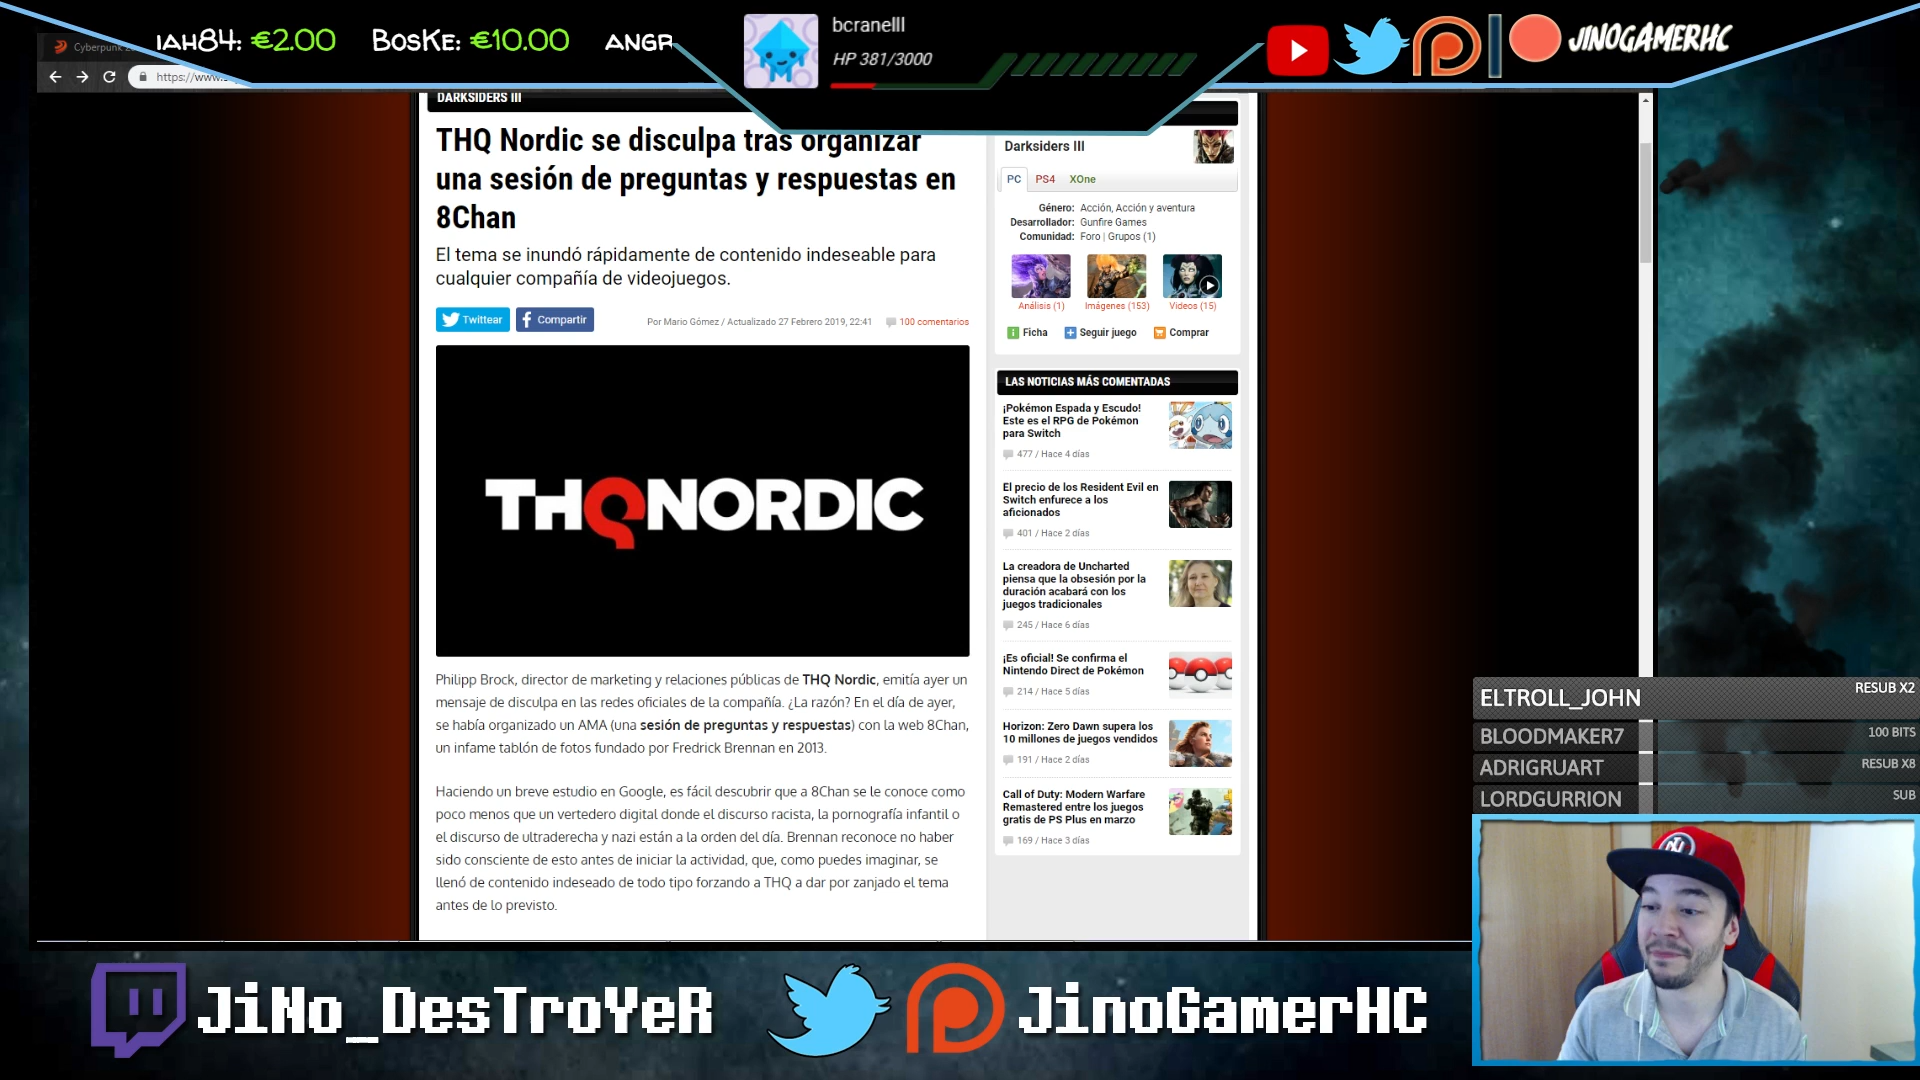 IAH84: €2.00 BOSKE: €10.00 ANGR
bcranelll
HP 381/3000
JINOGAMERHC
Cyberpunk 2
https://www.
DARKSIDERS III
THQ Nordic se disculpa tras organizar
una sesión de preguntas y respuestas en
8Chan
El tema se inundó rápidamente de contenido indeseable para
cualquier compañía de videojuegos.
Twittear
Compartir
Por Mario Gómez / Actualizado 27 Febrero 2019, 22:41
100 comentarios
THQNORDIC
Philipp Brock, director de marketing y relaciones públicas de THQ Nordic, emitía ayer un
mensaje de disculpa en las redes oficiales de la compañía. ¿La razón? En el día de ayer,
se había organizado un AMA (una sesión de preguntas y respuestas) con la web 8Chan,
un infame tablón de fotos fundado por Fredrick Brennan en 2013.
Haciendo un breve estudio en Google, es fácil descubrir que a 8Chan se le conoce como
poco menos que un vertedero digital donde el discurso racista, la pornografía infantil o
el discurso de ultraderecha y nazi están a la orden del día. Brennan reconoce no haber
sido consciente de esto antes de iniciar la actividad, que, como puedes imaginar, se
llenó de contenido indeseado de todo tipo forzando a THQ a dar por zanjado el tema
antes de lo previsto.
Darksiders III
PC PS4 XOne
Género: Acción, Acción y aventura
Desarrollador: Gunfire Games
Comunidad: Foro | Grupos (1)
Análisis (1) Imágenes (153) Videos (15)
Ficha Seguir juego Comprar
LAS NOTICIAS MÁS COMENTADAS
¡Pokémon Espada y Escudo!
Este es el RPG de Pokémon
para Switch
477 / Hace 4 días
El precio de los Resident Evil en
Switch enfurece a los
aficionados
401 / Hace 2 días
La creadora de Uncharted
piensa que la obsesión por la
duración acabará con los
juegos tradicionales
245 / Hace 6 días
¡Es oficial! Se confirma el
Nintendo Direct de Pokémon
214 / Hace 5 días
Horizon: Zero Dawn supera los
10 millones de juegos vendidos
191 / Hace 2 días
Call of Duty: Modern Warfare
Remastered entre los juegos
gratis de PS Plus en marzo
169 / Hace 3 días
ELTROLL_JOHN RESUB X2
BLOODMAKER7 100 BITS
ADRIGRUART RESUB X8
LORDGURRION SUB
JiNo_DesTroYeR
JinoGamerHC